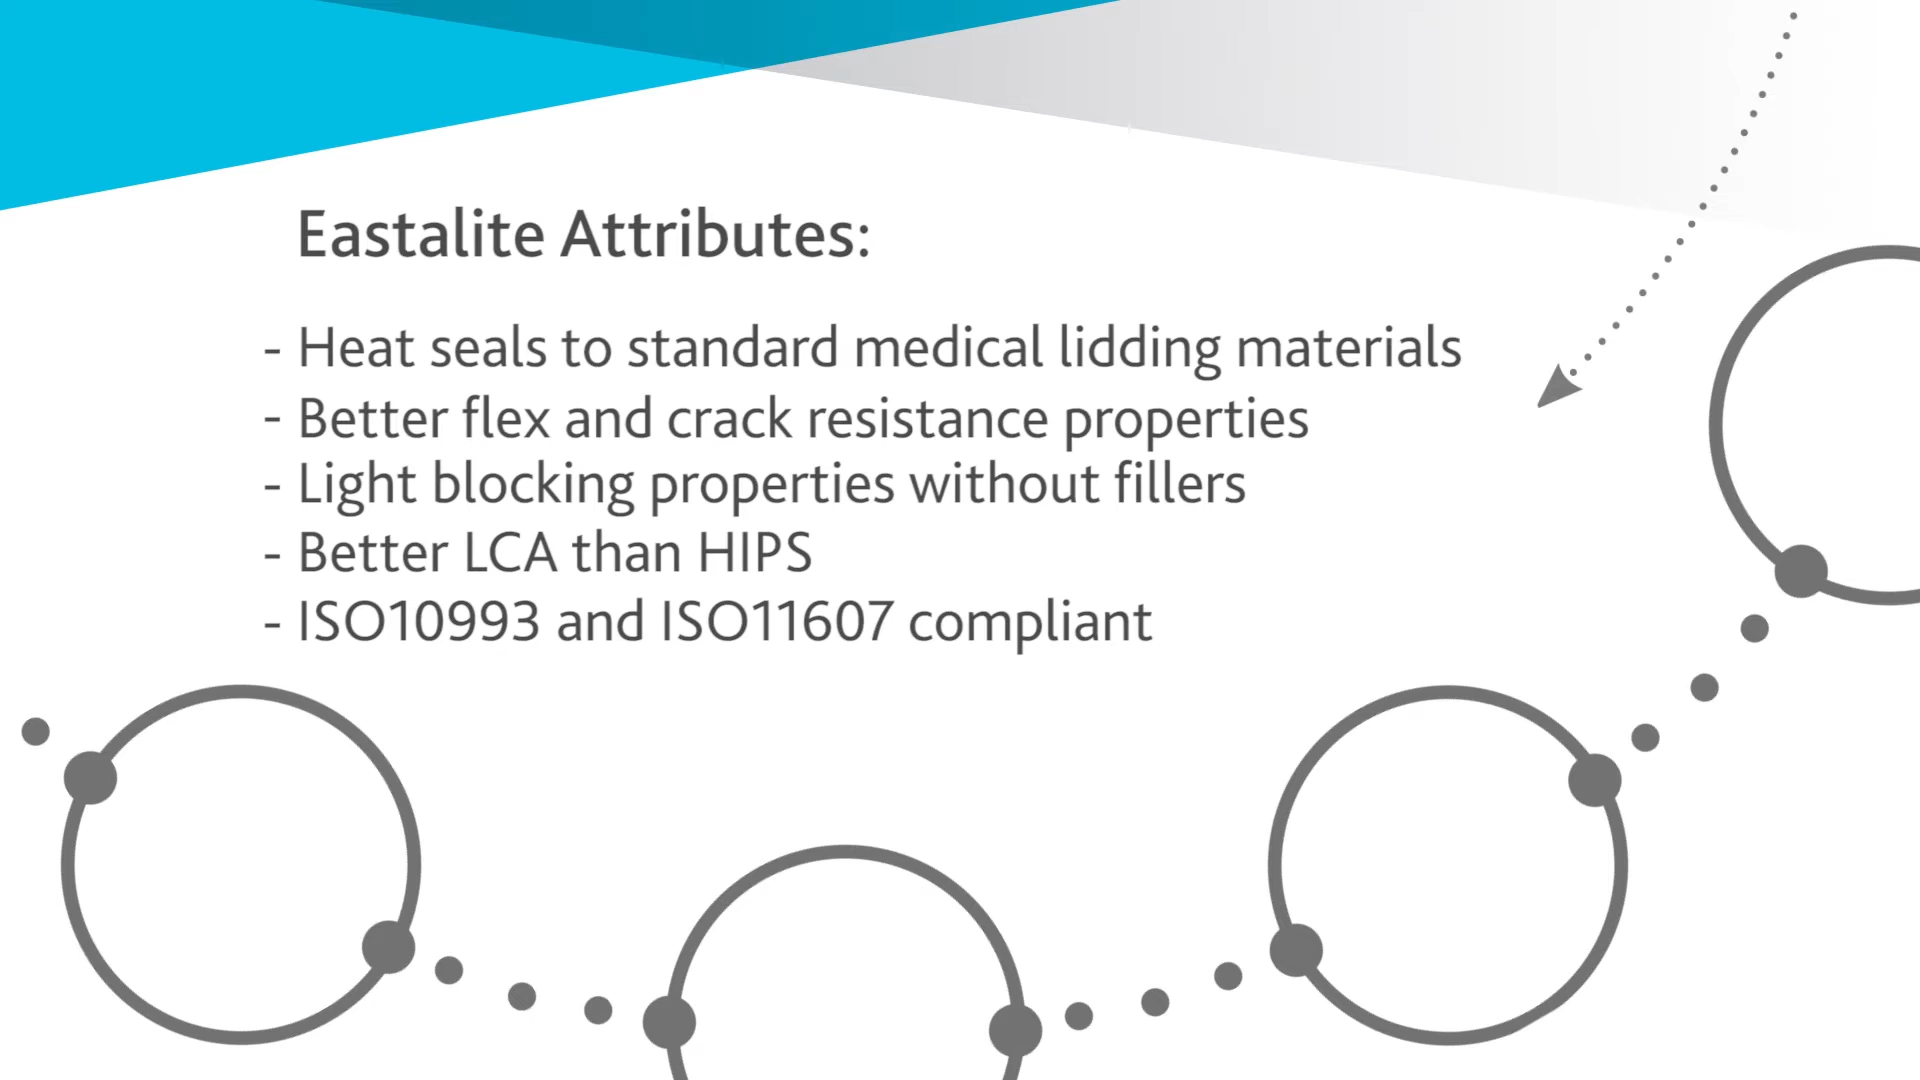 Eastalite Attributes:
- Heat seals to standard medical lidding materials
- Better flex and crack resistance properties
- Light blocking properties without fillers
- Better LCA than HIPS
- ISO10993 and ISO11607 compliant